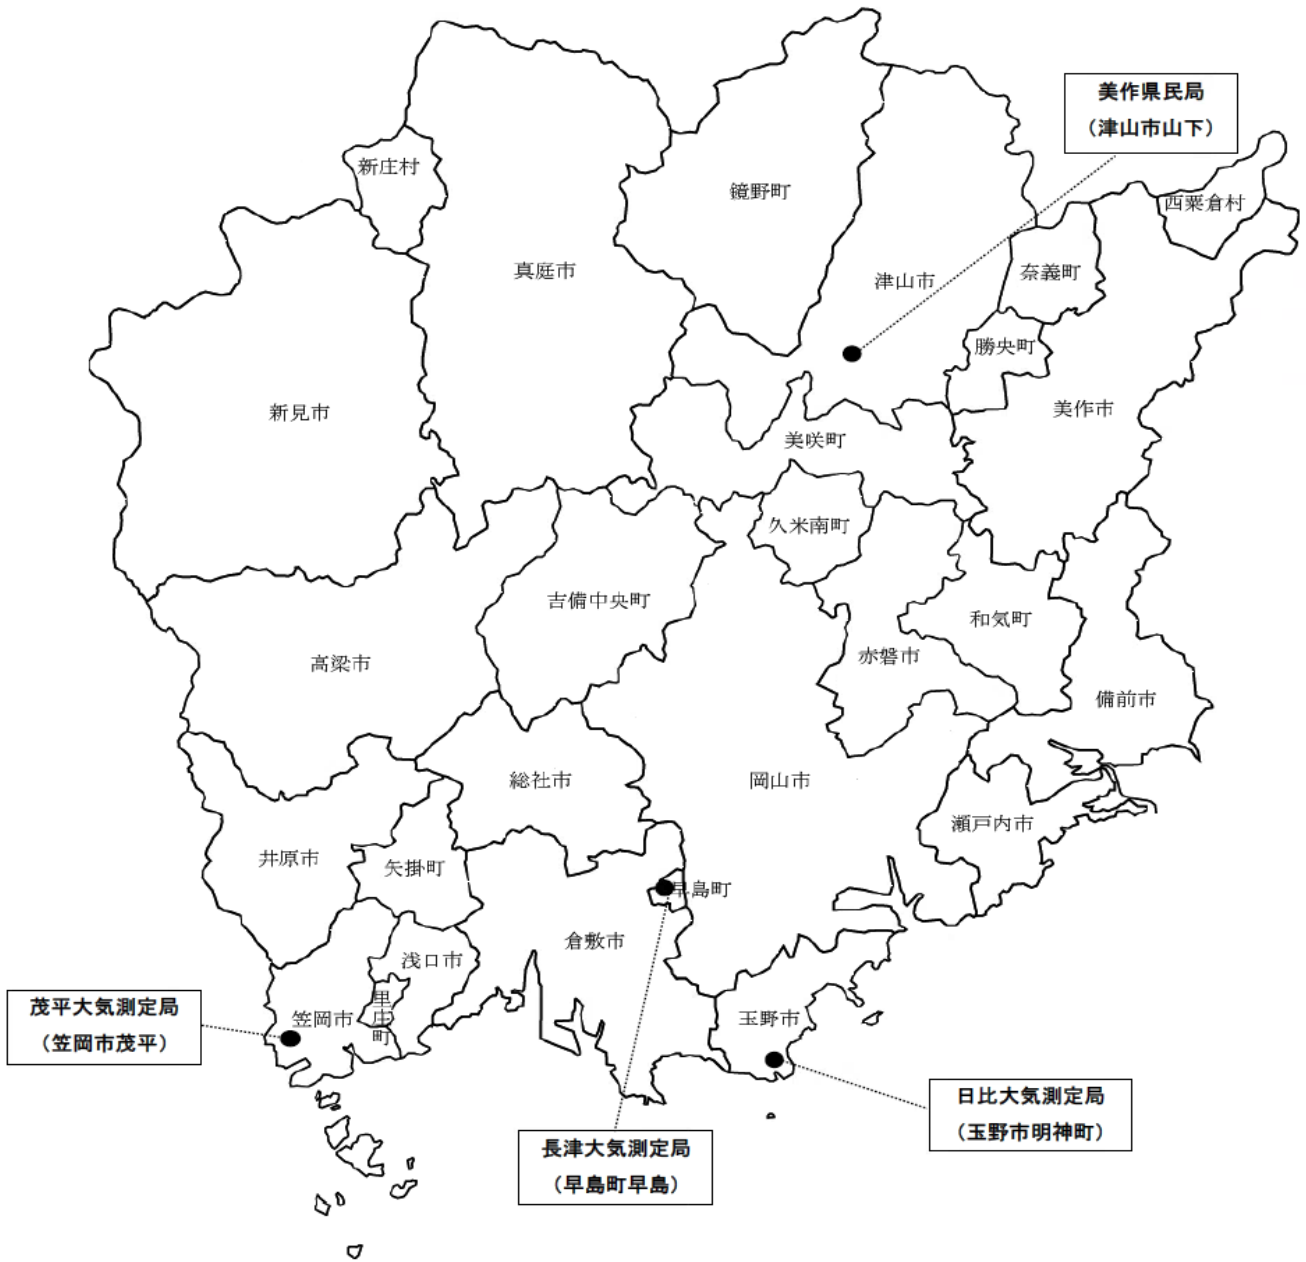 美作県民局
（津山市山下）
新庄村
鏡野町
西粟倉村
真庭市
津山市
奈義町
勝央町
新見市
美作市
美咲町
久米南町
吉備中央町
和気町
高梁市
赤磐市
備前市
総社市
岡山市
瀬戸内市
井原市
矢掛町
早島町
倉敷市
浅口市
里庄町
笠岡市
玉野市
茂平大気測定局
（笠岡市茂平）
日比大気測定局
（玉野市明神町）
長津大気測定局
（早島町早島）